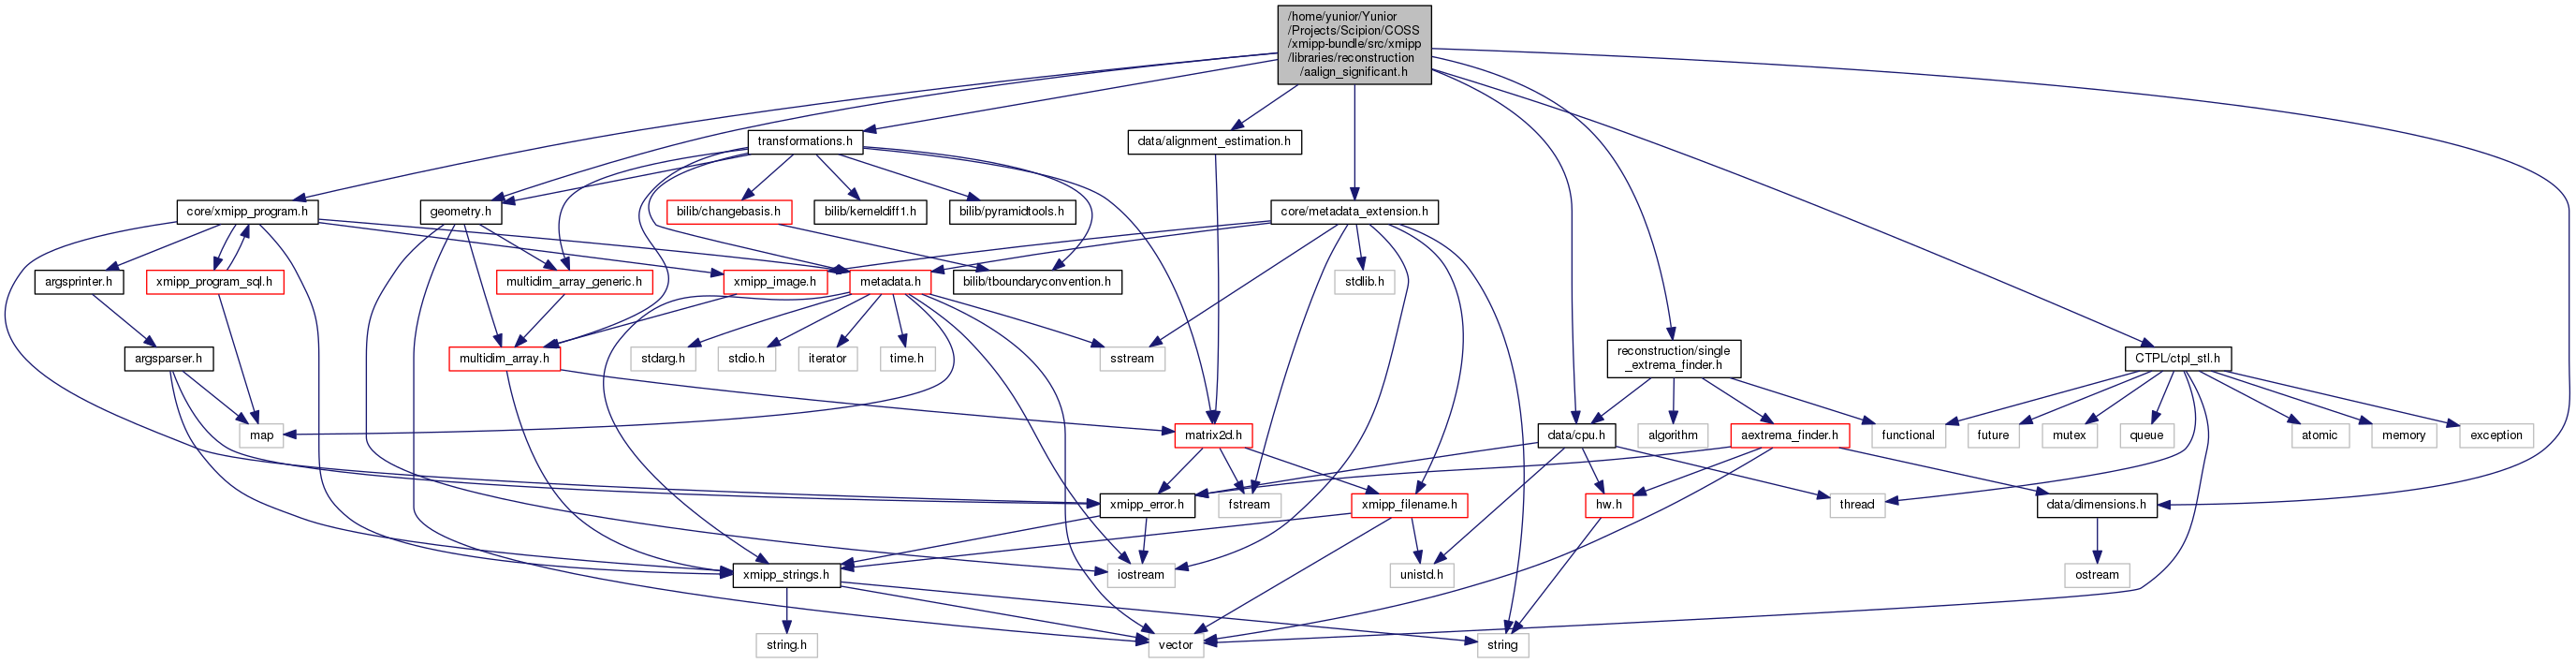 /home/yunior/Yunior
/Projects/Scipion/COSS
/xmipp-bundle/src/xmipp
/libraries/reconstruction
/aalign_significant.h
transformations.h
data/alignment_estimation.h
core/xmipp_program.h
geometry.h
bilib/changebasis.h
bilib/kerneldiff1.h
bilib/pyramidtools.h
core/metadata_extension.h
argsprinter.h
xmipp_program_sql.h
multidim_array_generic.h
xmipp_image.h
metadata.h
bilib/tboundaryconvention.h
stdlib.h
argsparser.h
multidim_array.h
stdarg.h
stdio.h
iterator
time.h
sstream
reconstruction/single
_extrema_finder.h
CTPL/ctpl_stl.h
map
matrix2d.h
data/cpu.h
algorithm
aextrema_finder.h
functional
future
mutex
queue
atomic
memory
exception
xmipp_error.h
fstream
xmipp_filename.h
hw.h
thread
data/dimensions.h
xmipp_strings.h
iostream
unistd.h
ostream
string.h
vector
string